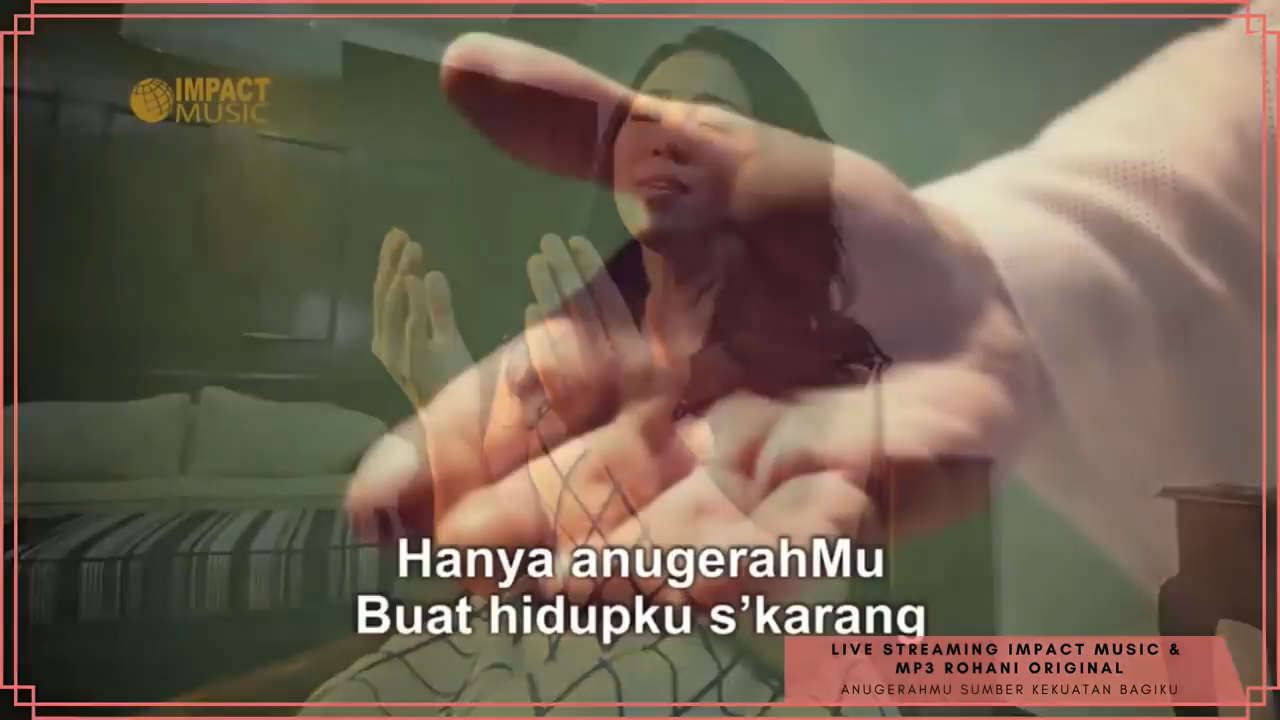 IMPACT
MUSIC
Hanya anugerahMu
Buat hidupku s’karang
LIVE STREAMING IMPACT MUSIC &
MP3 ROHANI ORIGINAL
ANUGERAHMU SUMBER KEKUATAN BAGIKU